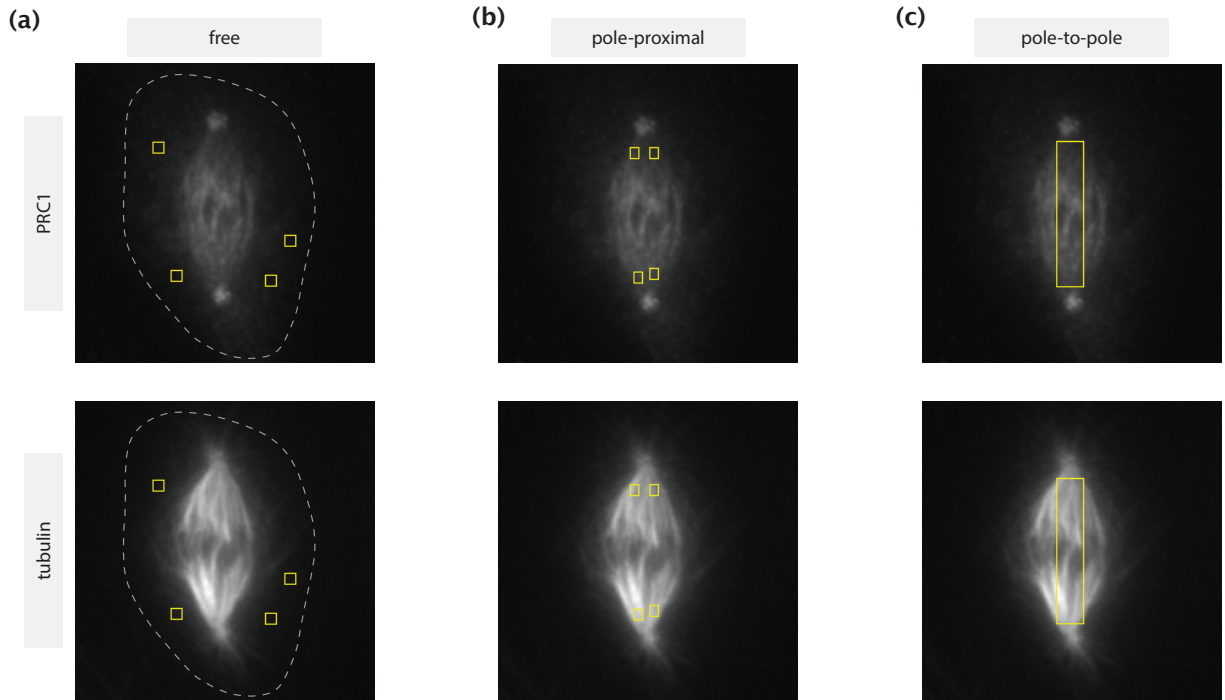 (a)
free
(b)
pole-proximal
(c)
pole-to-pole
PRC1
tubulin